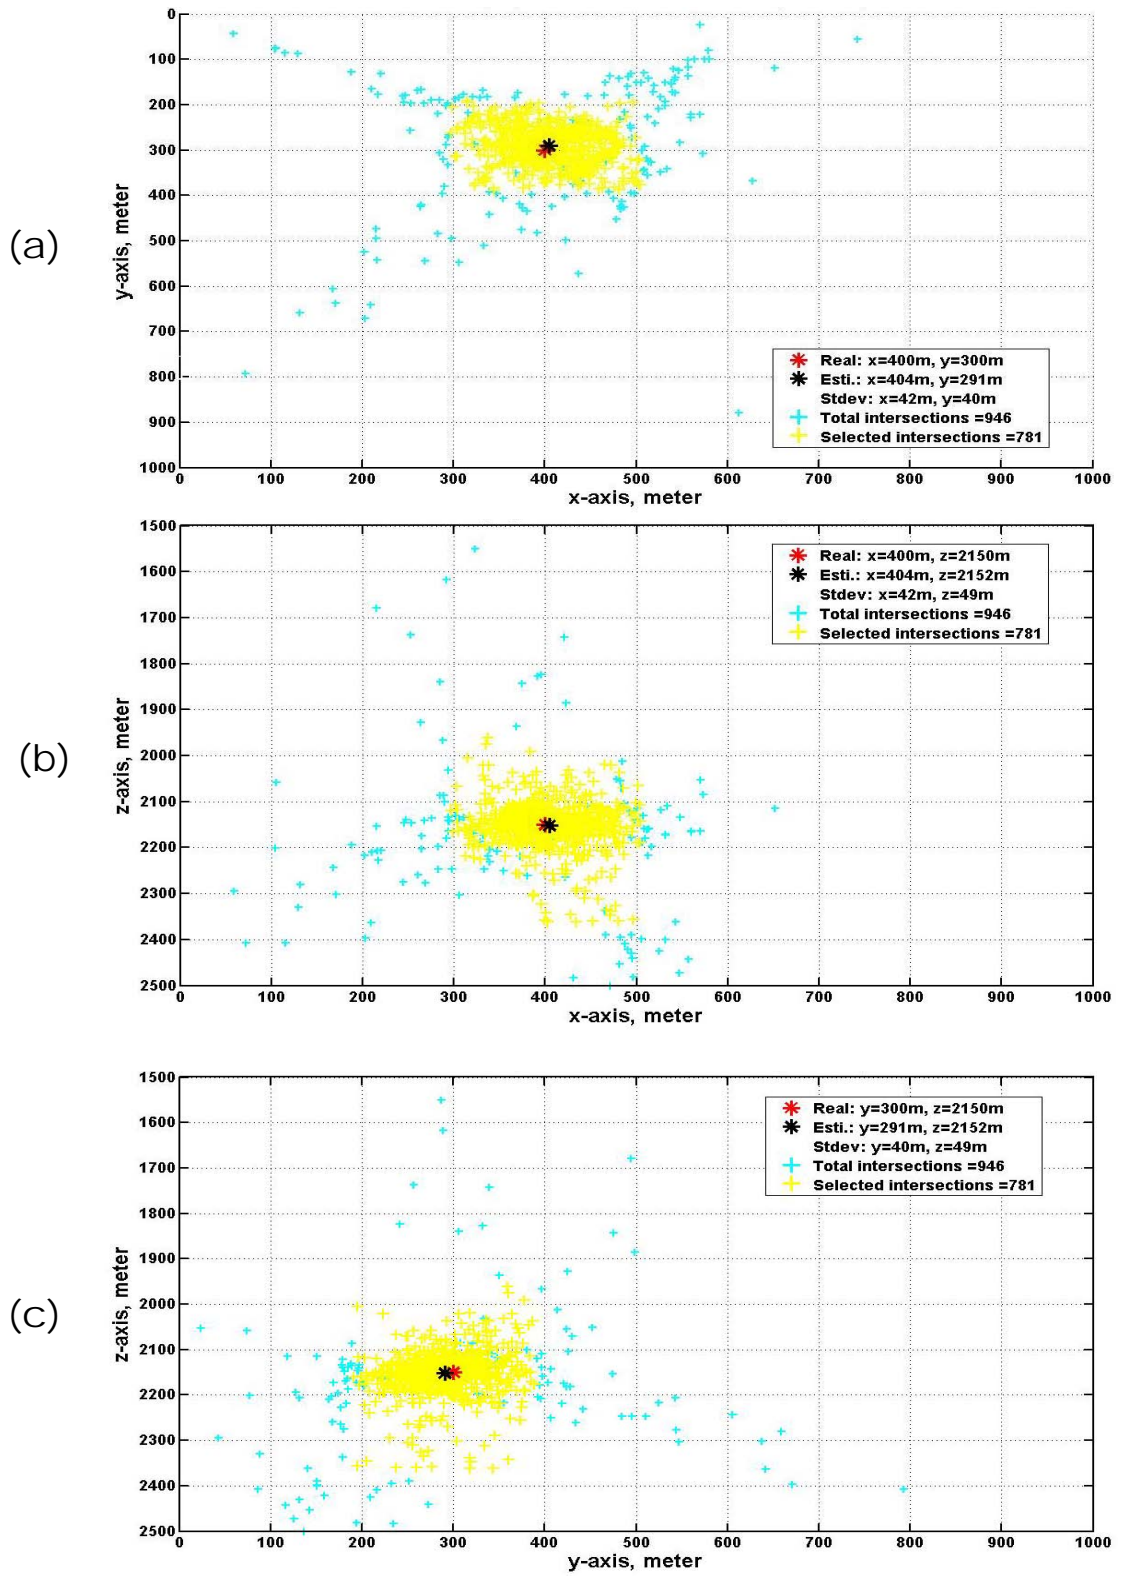 (a)
y-axis, meter
0
100
200
300
400
500
600
700
800
900
1000
Real: x=400m, y=300m
Esti.: x=404m, y=291m
Stdev: x=42m, y=40m
Total intersections =946
Selected intersections =781
0 100 200 300 400 500 600 700 800 900 1000
x-axis, meter
(b)
z-axis, meter
1500
1600
1700
1800
1900
2000
2100
2200
2300
2400
2500
Real: x=400m, z=2150m
Esti.: x=404m, z=2152m
Stdev: x=42m, z=49m
Total intersections =946
Selected intersections =781
0 100 200 300 400 500 600 700 800 900 1000
x-axis, meter
(c)
z-axis, meter
1500
1600
1700
1800
1900
2000
2100
2200
2300
2400
2500
Real: y=300m, z=2150m
Esti.: y=291m, z=2152m
Stdev: y=40m, z=49m
Total intersections =946
Selected intersections =781
0 100 200 300 400 500 600 700 800 900 1000
y-axis, meter